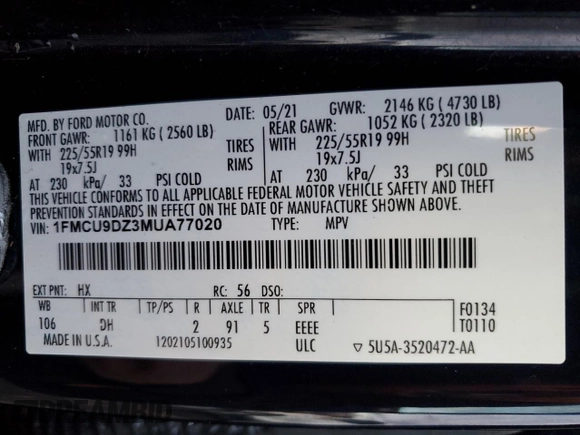 MFD. BY FORD MOTOR CO. DATE: 05/21 GVWR: 2146 KG ( 4730 LB)
FRONT GAWR: 1161 KG ( 2560 LB) REAR GAWR: 1052 KG ( 2320 LB)
WITH 225/55R19 99H TIRES WITH 225/55R19 99H TIRES
19x7.5J RIMS 19x7.5J RIMS
AT 230 kPa/ 33 PSI COLD AT 230 kPa/ 33 PSI COLD
THIS VEHICLE CONFORMS TO ALL APPLICABLE FEDERAL MOTOR VEHICLE SAFETY AND THEFT
PREVENTION STANDARDS IN EFFECT ON THE DATE OF MANUFACTURE SHOWN ABOVE.
VIN: 1FMCU9DZ3MUA77020 TYPE: MPV
EXT PNT: HX RC: 56 DSO:
WB INT TR TP/PS R AXLE TR SPR F0134
106 DH 2 91 5 EEEE T0110
MADE IN U.S.A. 1202105100935 ULC ▽ 5U5A-3520472-AA